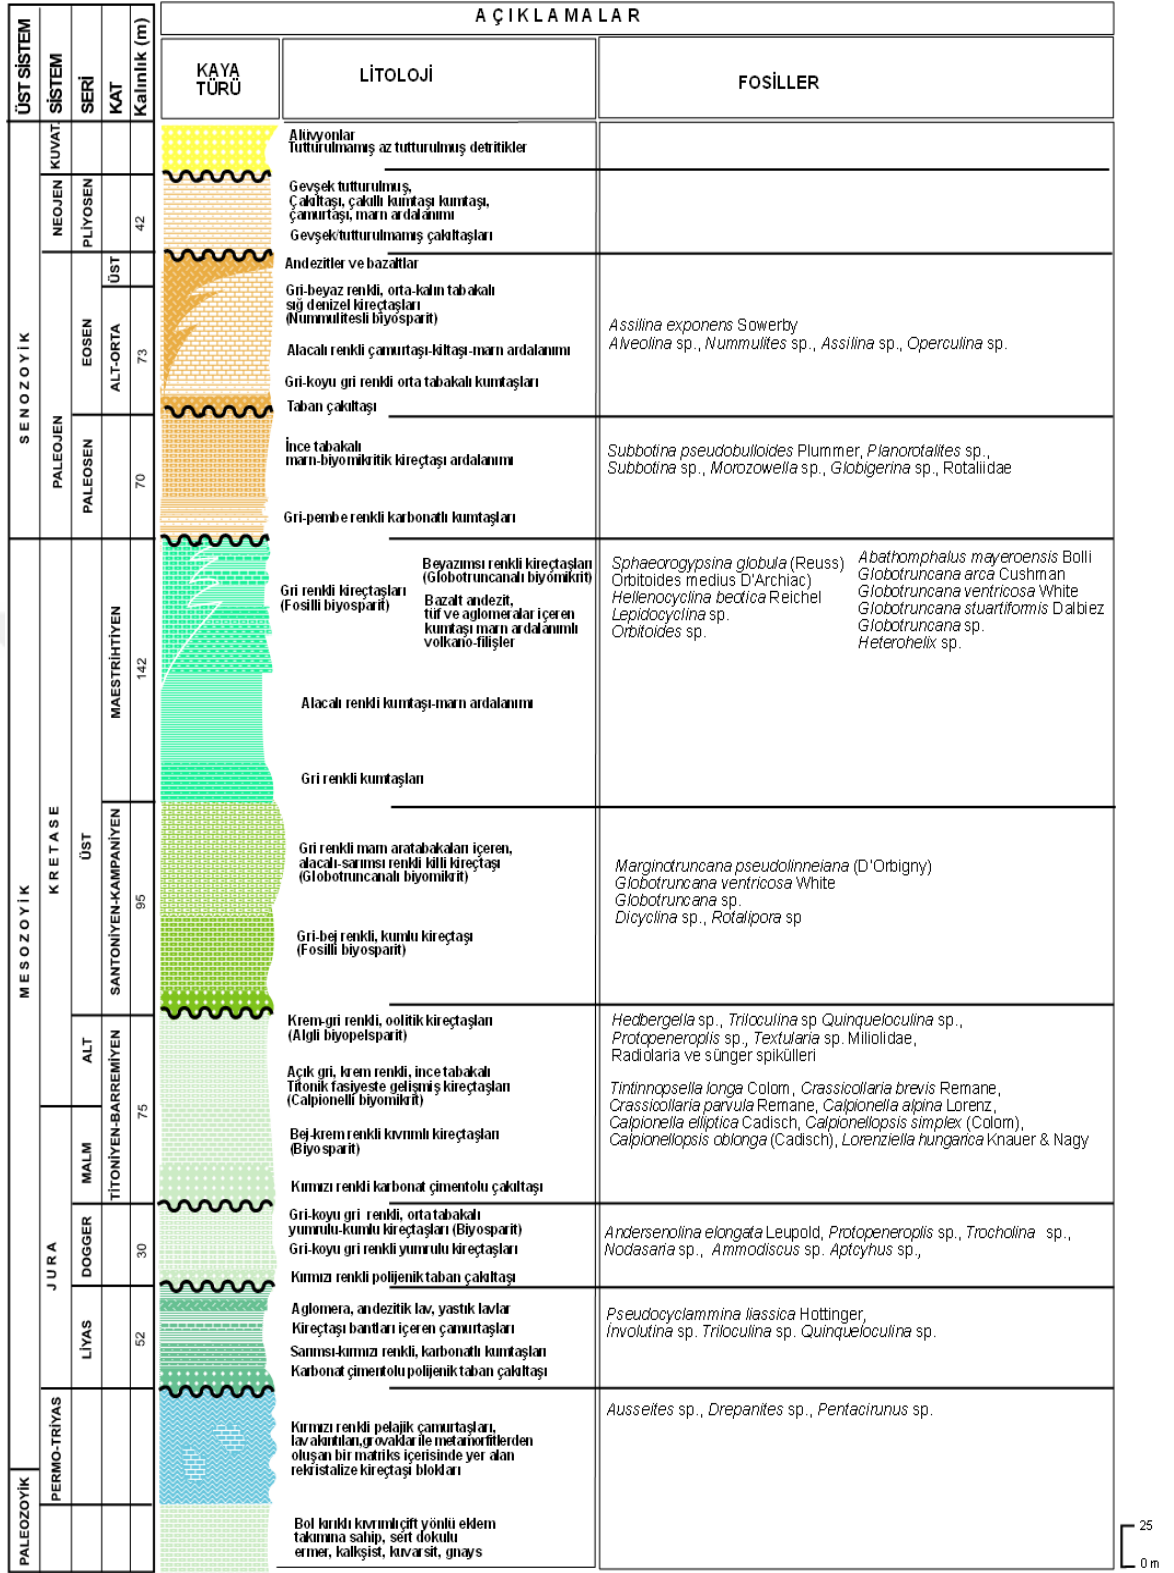 AÇIKLAMALAR
ÜST SİSTEM
SİSTEM
SERİ
KAT
Kalınlık (m)
KAYA
TÜRÜ
LİTOLOJİ
FOSİLLER
SENOZOYİK
MESOZOYİK
PALEOZOYİK
KUVAT.
NEOJEN
PALEOJEN
KRETASE
JURA
PERMO-TRİYAS
PLİYOSEN
EOSEN
PALEOSEN
ÜST
ALT
MALM
DOGGER
LİYAS
ÜST
ALT-ORTA
MAESTRİHTİYEN
SANTONİYEN-KAMPANİYEN
TİTONİYEN-BARREMİYEN
42
73
70
142
95
75
30
52
Alüvyonlar
Tutturulmamış az tutturulmuş detritikler
Gevşek tutturulmuş,
Çakıltaşı, çakıllı kumtaşı kumtaşı,
çamurtaşı, marn ardalanımı
Gevşek/tutturulmamış çakıltaşları
Andezitler ve bazaltlar
Gri-beyaz renkli, orta-kalın tabakalı
sığ denizel kireçtaşları
(Nummulitesli biyosparit)
Alacalı renkli çamurtaşı-kiltaşı-marn ardalanımı
Gri-koyu gri renkli orta tabakalı kumtaşları
Taban çakıltaşı
Assilina exponens Sowerby
Alveolina sp., Nummulites sp., Assilina sp., Operculina sp.
İnce tabakalı
marn-biyomikritik kireçtaşı ardalanımı
Gri-pembe renkli karbonatlı kumtaşları
Subbotina pseudobulloides Plummer, Planorotalites sp.,
Subbotina sp., Morozowella sp., Globigerina sp., Rotaliidae
Gri renkli kireçtaşları
(Fosilli biyosparit)
Beyazımsı renkli kireçtaşları
(Globotruncanalı biyomikrit)
Bazalt andezit,
tüf ve aglomeralar içeren
kumtaşı marn ardalanımlı
volkano-filişler
Alacalı renkli kumtaşı-marn ardalanımı
Gri renkli kumtaşları
Sphaeorogypsina globula (Reuss)
Orbitoides medius D'Archiac)
Hellenocyclina beotica Reichel
Lepidocyclina sp.
Orbitoides sp.
Abathomphalus mayeroensis Bolli
Globotruncana arca Cushman
Globotruncana ventricosa White
Globotruncana stuartiformis Dalbiez
Globotruncana sp.
Heterohelix sp.
Gri renkli marn aratabakaları içeren,
alacalı-sarımsı renkli killi kireçtaşı
(Globotruncanalı biyomikrit)
Gri-bej renkli, kumlu kireçtaşı
(Fosilli biyosparit)
Marginotruncana pseudolinneiana (D'Orbigny)
Globotruncana ventricosa White
Globotruncana sp.
Dicyclina sp., Rotalipora sp
Krem-gri renkli, oolitik kireçtaşları
(Algli biyopelsparit)
Açık gri, krem renkli, ince tabakalı
Titonik fasiyeste gelişmiş kireçtaşları
(Calpionelli biyomikrit)
Bej-krem renkli kıvrımlı kireçtaşları
(Biyosparit)
Kırmızı renkli karbonat çimentolu çakıltaşı
Hedbergella sp., Triloculina sp Quinqueloculina sp.,
Protopeneroplis sp., Textularia sp. Miliolidae,
Radiolaria ve sünger spikülleri
Tintinnopsella longa Colom, Crassicollaria brevis Remane,
Crassicollaria parvula Remane, Calpionella alpina Lorenz,
Calpionella elliptica Cadisch, Calpionellopsis simplex (Colom),
Calpionellopsis oblonga (Cadisch), Lorenziella hungarica Knauer & Nagy
Gri-koyu gri renkli, orta tabakalı
yumrulu-kumlu kireçtaşları (Biyosparit)
Gri-koyu gri renkli yumrulu kireçtaşları
Kırmızı renkli polijenik taban çakıltaşı
Andersenolina elongata Leupold, Protopeneroplis sp., Trocholina sp.,
Nodasaria sp., Ammodiscus sp. Aptcyhus sp.,
Aglomera, andezitik lav, yastık lavlar
Kireçtaşı bantları içeren çamurtaşları
Sarımsı-kırmızı renkli, karbonatlı kumtaşları
Karbonat çimentolu polijenik taban çakıltaşı
Pseudocyclammina liassica Hottinger,
İnvolutina sp. Triloculina sp. Quinqueloculina sp.
Kırmızı renkli pelajik çamurtaşları,
lav akıntıları,grovaklar ile metamorfitlerden
oluşan bir matriks içerisinde yer alan
rekristalize kireçtaşı blokları
Ausseites sp., Drepanites sp., Pentacirunus sp.
Bol kırıklı kıvrımlı çift yönlü eklem
takımına sahip, sert dokulu
ermer, kalkşist, kuvarsit, gnays
25
0 m